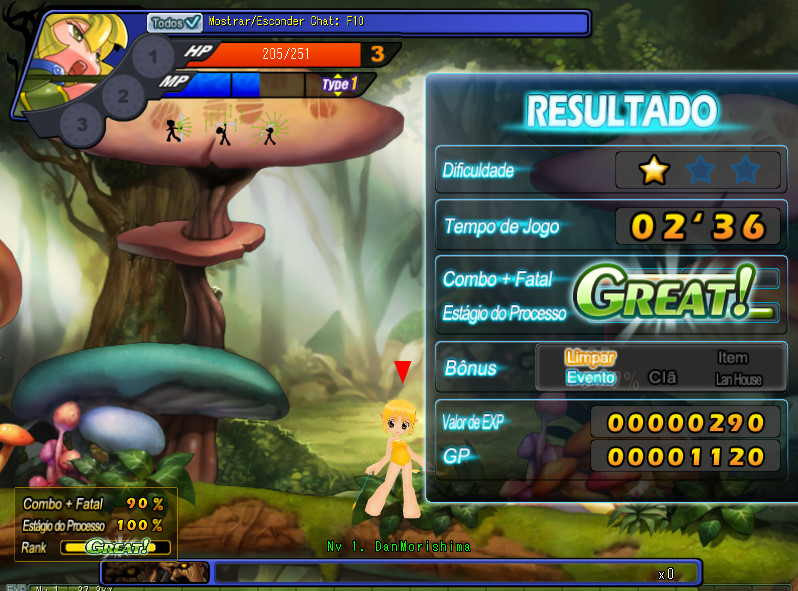 Todos Mostrar/Esconder Chat: F10
1 HP 205/251 3
2 MP Type 1
3
RESULTADO
Dificuldade
Tempo de Jogo 02‘36
Combo + Fatal
Estágio do Processo
GREAT!
Bônus Limpar Item
Evento % Clã Lan House
Valor de EXP 00000290
GP 00001120
Combo + Fatal 90 %
Estágio do Processo 100 %
Rank GREAT!
Nv 1. DanMorishima
x0